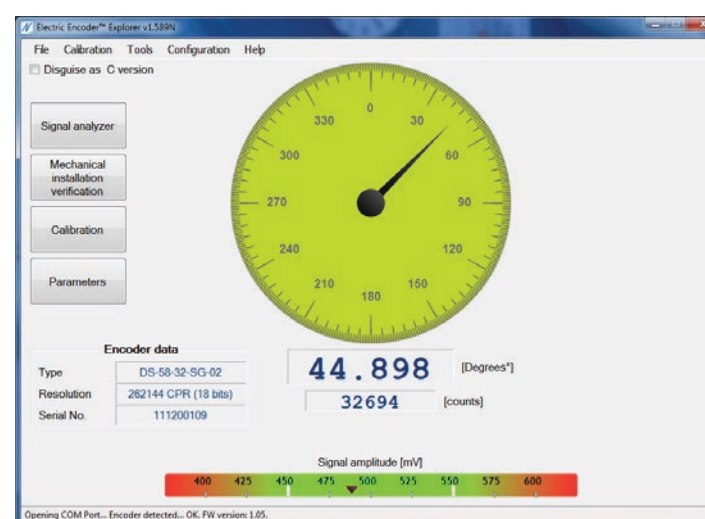 Electric Encoder™ Explorer v1.589N
File Calibration Tools Configuration Help
Disguise as C version
Signal analyzer
Mechanical
installation
verification
Calibration
Parameters
0
330 30
300 60
270 90
240 120
210 150
180
Encoder data
Type DS-58-32-SG-02
Resolution 262144 CPR (18 bits)
Serial No. 111200109
44.898 [Degrees°]
32694 [counts]
Signal amplitude [mV]
400 425 450 475 500 525 550 575 600
Opening COM Port... Encoder detected... OK. FW version: 1.05.